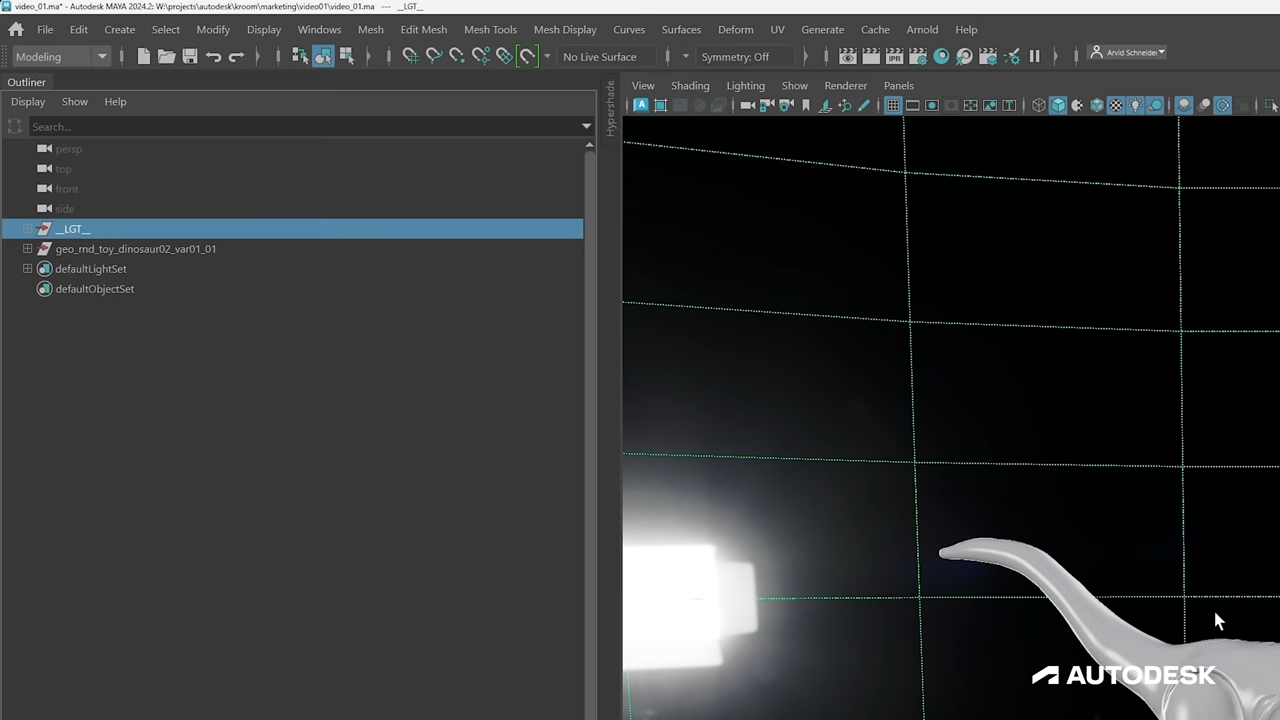 video_01.ma* - Autodesk MAYA 2024.2: W:\projects\autodesk\kroom\marketing\video01\video_01.ma --- __LGT__
File Edit Create Select Modify Display Windows Mesh Edit Mesh Mesh Tools Mesh Display Curves Surfaces Deform UV Generate Cache Arnold Help
Modeling No Live Surface Symmetry: Off IPR Arvid Schneider
Outliner
Display Show Help
Search...
persp
top
front
side
__LGT__
geo_rnd_toy_dinosaur02_var01_01
defaultLightSet
defaultObjectSet
Hypershade
View Shading Lighting Show Renderer Panels
AUTODESK